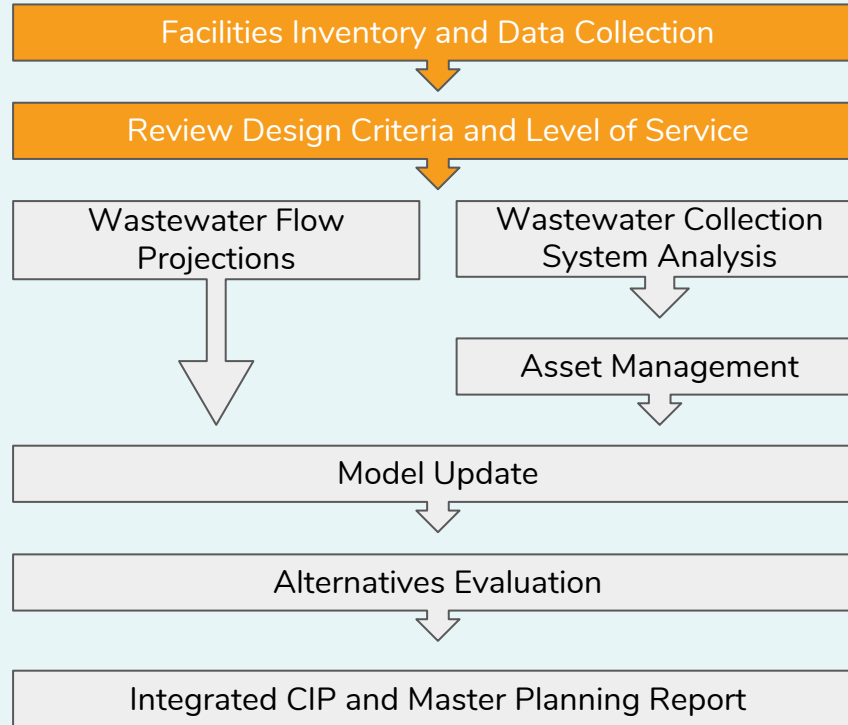 Facilities Inventory and Data Collection
Review Design Criteria and Level of Service
Wastewater Flow
Projections
Wastewater Collection
System Analysis
Asset Management
Model Update
Alternatives Evaluation
Integrated CIP and Master Planning Report